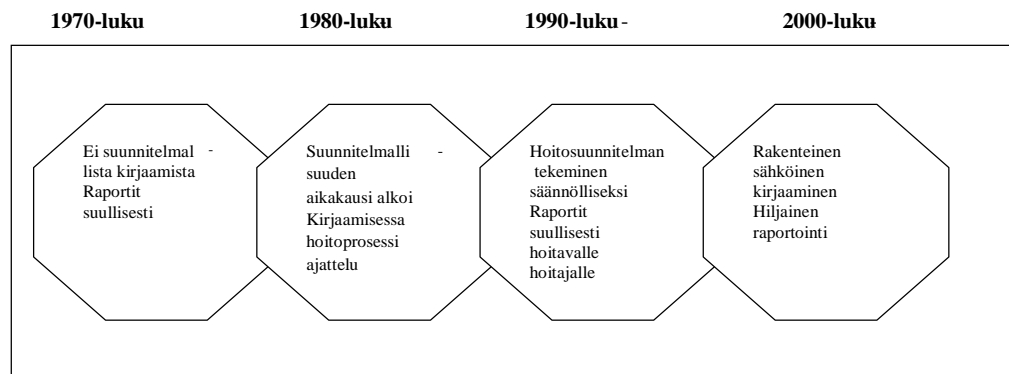 1970-luku 1980-luku 1990-luku - 2000-luku-
Ei suunnitelmal -
lista kirjaamista
Raportit
suullisesti
Suunnitelmalli -
suuden
aikakausi alkoi
Kirjaamisessa
hoitoprosessi
ajattelu
Hoitosuunnitelman
tekeminen
säännölliseksi
Raportit
suullisesti
hoitavalle
hoitajalle
Rakenteinen
sähköinen
kirjaaminen
Hiljainen
raportointi